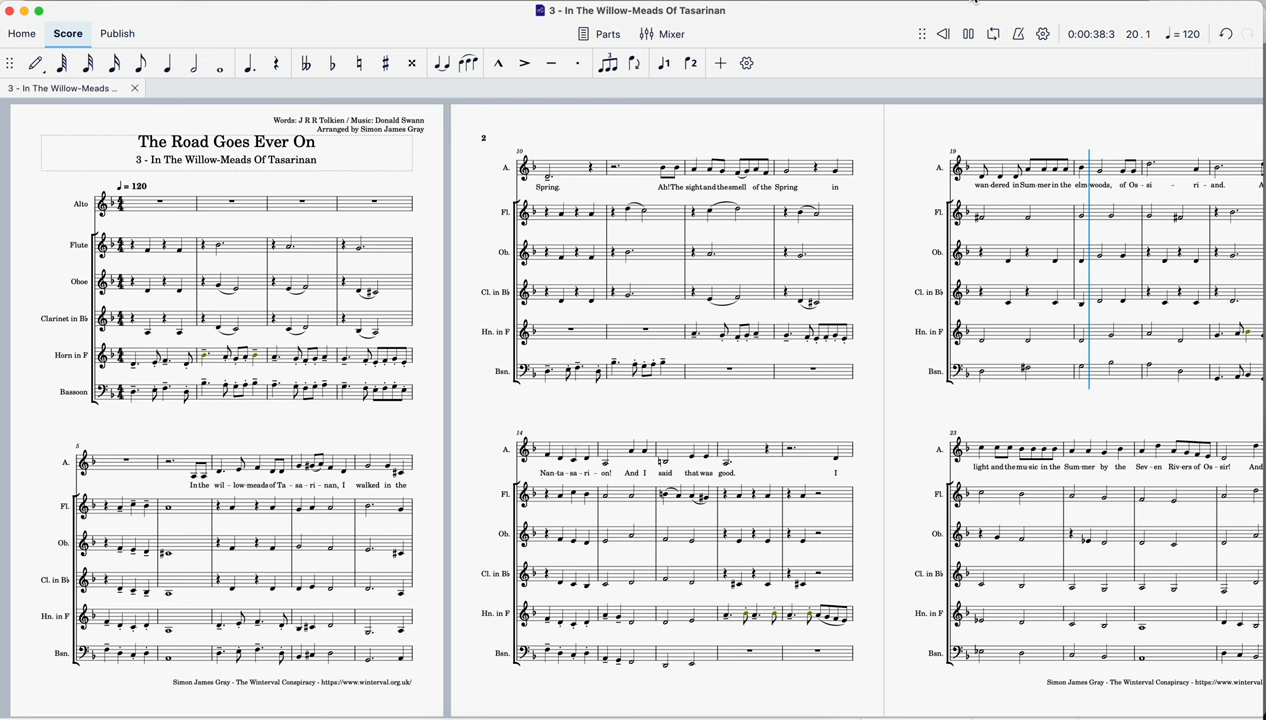 3 - In The Willow-Meads Of Tasarinan
Home Score Publish Parts Mixer 0:00:38:3 20 . 1 = 120
3 - In The Willow-Meads ...
Words: J R R Tolkien / Music: Donald Swann
Arranged by Simon James Gray
The Road Goes Ever On
3 - In The Willow-Meads Of Tasarinan
= 120
Alto
Flute
Oboe
Clarinet in B♭
Horn in F
Bassoon
5
A.
In the wil - low-meads of Ta - sa - ri - nan, I walked in the
Fl.
Ob.
Cl. in B♭
Hn. in F
Bsn.
Simon James Gray - The Winterval Conspiracy - https://www.winterval.org.uk/
2
10
A.
Spring. Ah! The sight and the smell of the Spring in
Fl.
Ob.
Cl. in B♭
Hn. in F
Bsn.
14
A.
Nan-ta - sa - ri - on! And I said that was good. I
Fl.
Ob.
Cl. in B♭
Hn. in F
Bsn.
19
A.
wan-dered in Sum-mer in the elm woods, of Os - si - ri - and. A
Fl.
Ob.
Cl. in B♭
Hn. in F
Bsn.
23
A.
light and the mu-sic in the Sum-mer by the Sev - en Riv-ers of Os-sir! And
Fl.
Ob.
Cl. in B♭
Hn. in F
Bsn.
Simon James Gray - The Winterval Conspiracy - https://www.winterval.org.uk/